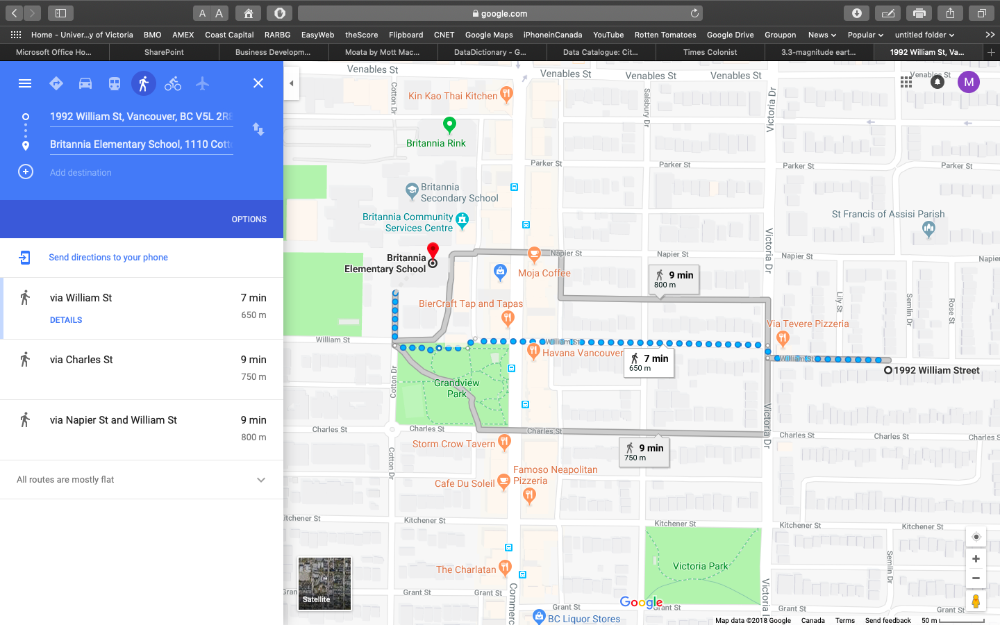 A A
google.com
Home - Univer...y of Victoria BMO AMEX Coast Capital RARBG EasyWeb theScore Flipboard CNET Google Maps iPhoneinCanada YouTube Rotten Tomatoes Google Drive Groupon News Popular untitled folder
Microsoft Office Ho... SharePoint Business Developm... Moata by Mott Mac... DataDictionary - G... Data Catalogue: Cit... Times Colonist 3.3-magnitude eart... 1992 William St, Va...
1992 William St, Vancouver, BC V5L 2R8
Britannia Elementary School, 1110 Cotto
Add destination
OPTIONS
Send directions to your phone
via William St 7 min
DETAILS 650 m
via Charles St 9 min
750 m
via Napier St and William St 9 min
800 m
All routes are mostly flat
Venables St Venables St Venables St Venables St Venables St
M
Kin Kao Thai Kitchen
Cotton Dr
Salsbury Dr
Victoria Dr
Britannia Rink
Parker St Parker St Parker St Parker St
Britannia
Secondary School
Britannia Community
Services Centre
St Francis of Assisi Parish
Victoria Dr
Britannia
Elementary School
Napier St Napier St Napier St Napier
Moja Coffee
9 min
800 m
BierCraft Tap and Tapas
Lily St
Semlin Dr
Rose St
Via Tevere Pizzeria
William St William St
Havana Vancouver
7 min
650 m
William St
1992 William Street
Cotton Dr
Grandview
Park
Victoria Dr
Charles St Charles St Charles St Charles St Charles St Charles S
Storm Crow Tavern
9 min
750 m
Cotton Dr
Cafe Du Soleil
Famoso Neapolitan
Pizzeria
itchener St Kitchener St Kitchener St Kitchener St Kitchener St
Victoria Park
Semlin Dr
The Charlatan
Satellite
Commerc
Victoria
Gran Grant St Grant St Grant St Grant St Grant St Grant St
Google
BC Liquor Stores
Map data ©2018 Google Canada Terms Send feedback 50 m